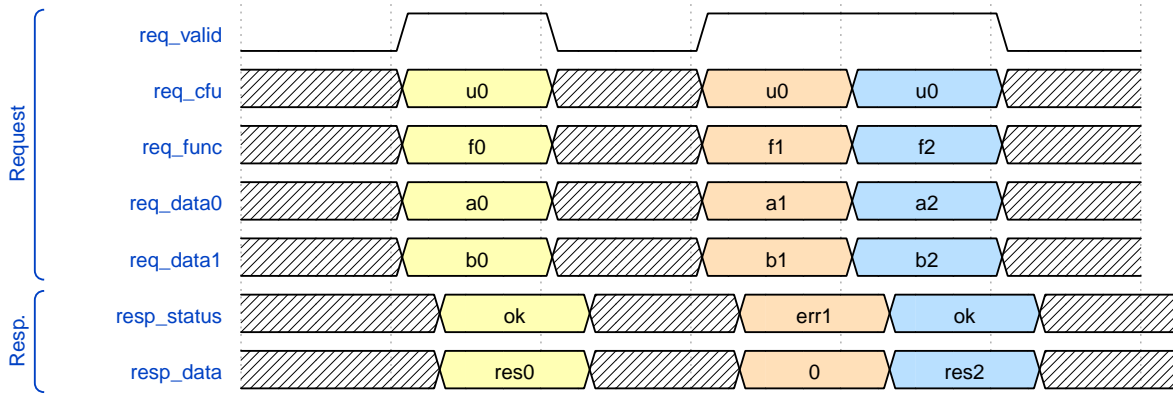 Request
req_valid
req_cfu u0 u0 u0
req_func f0 f1 f2
req_data0 a0 a1 a2
req_data1 b0 b1 b2
Resp.
resp_status ok err1 ok
resp_data res0 0 res2